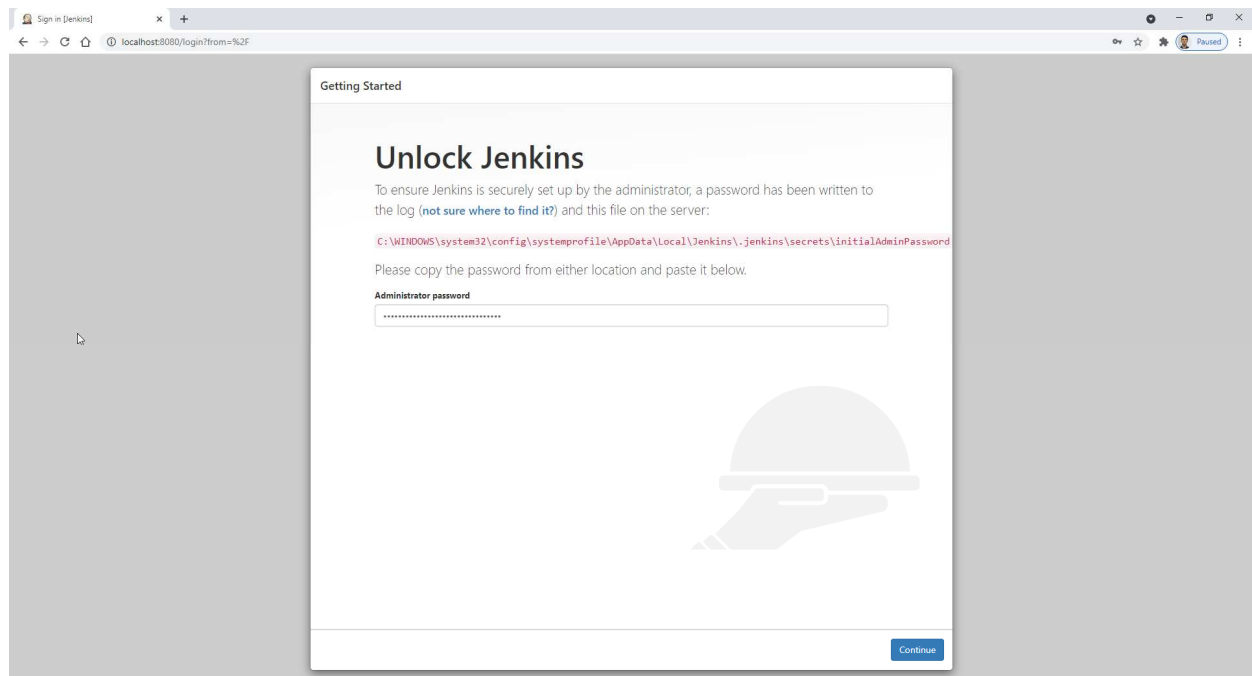 Sign in [Jenkins]
localhost:8080/login?from=%2F
Paused
Getting Started
Unlock Jenkins
To ensure Jenkins is securely set up by the administrator, a password has been written to
the log (not sure where to find it?) and this file on the server:
C:\WINDOWS\system32\config\systemprofile\AppData\Local\Jenkins\.jenkins\secrets\initialAdminPassword
Please copy the password from either location and paste it below.
Administrator password
Continue